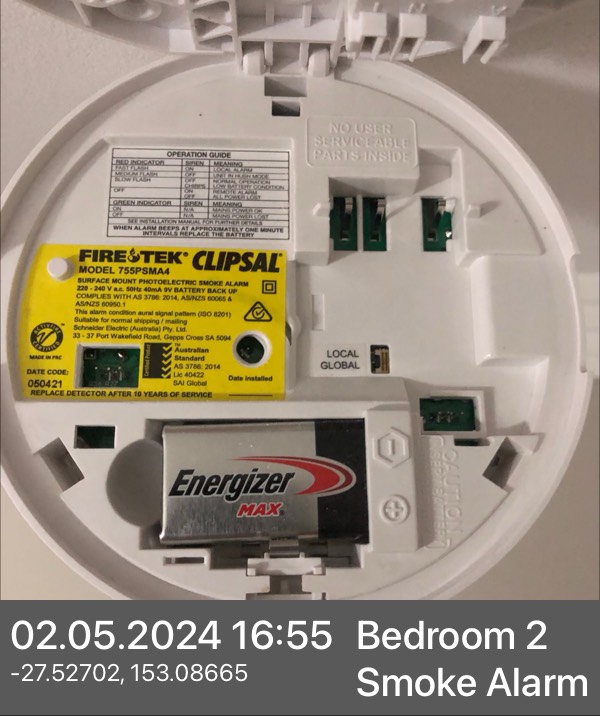 NO USER
SERVICEABLE
PARTS INSIDE
OPERATION GUIDE
RED INDICATOR SIREN MEANING
FAST FLASH ON LOCAL ALARM
MEDIUM FLASH OFF UNIT IN HUSH MODE
SLOW FLASH OFF NORMAL OPERATION
CHIRPS LOW BATTERY CONDITION
OFF ON REMOTE ALARM
OFF ALL POWER LOST
GREEN INDICATOR SIREN MEANING
ON N/A MAINS POWER OK
OFF N/A MAINS POWER LOST
SEE INSTALLATION MANUAL FOR FURTHER DETAILS
WHEN ALARM BEEPS AT APPROXIMATELY ONE MINUTE
INTERVALS REPLACE THE BATTERY
FIRETEK® CLIPSAL®
MODEL 755PSMA4
SURFACE MOUNT PHOTOELECTRIC SMOKE ALARM
220 - 240 V a.c. 50Hz 40mA 9V BATTERY BACK UP
COMPLIES WITH AS 3786: 2014, AS/NZS 60065 &
AS/NZS 60950.1
This alarm condition aural signal pattern (ISO 8201)
Suitable for normal shipping / mailing
Schneider Electric (Australia) Pty. Ltd.
33 - 37 Port Wakefield Road, Gepps Cross SA 5094
MADE IN PRC
Certified Product
Australian
Standard
AS 3786: 2014
Lic 40422
SAI Global
Date installed
DATE CODE:
050421
REPLACE DETECTOR AFTER 10 YEARS OF SERVICE
LOCAL
GLOBAL
Energizer
MAX
CAUTION
02.05.2024 16:55
-27.52702, 153.08665
Bedroom 2
Smoke Alarm